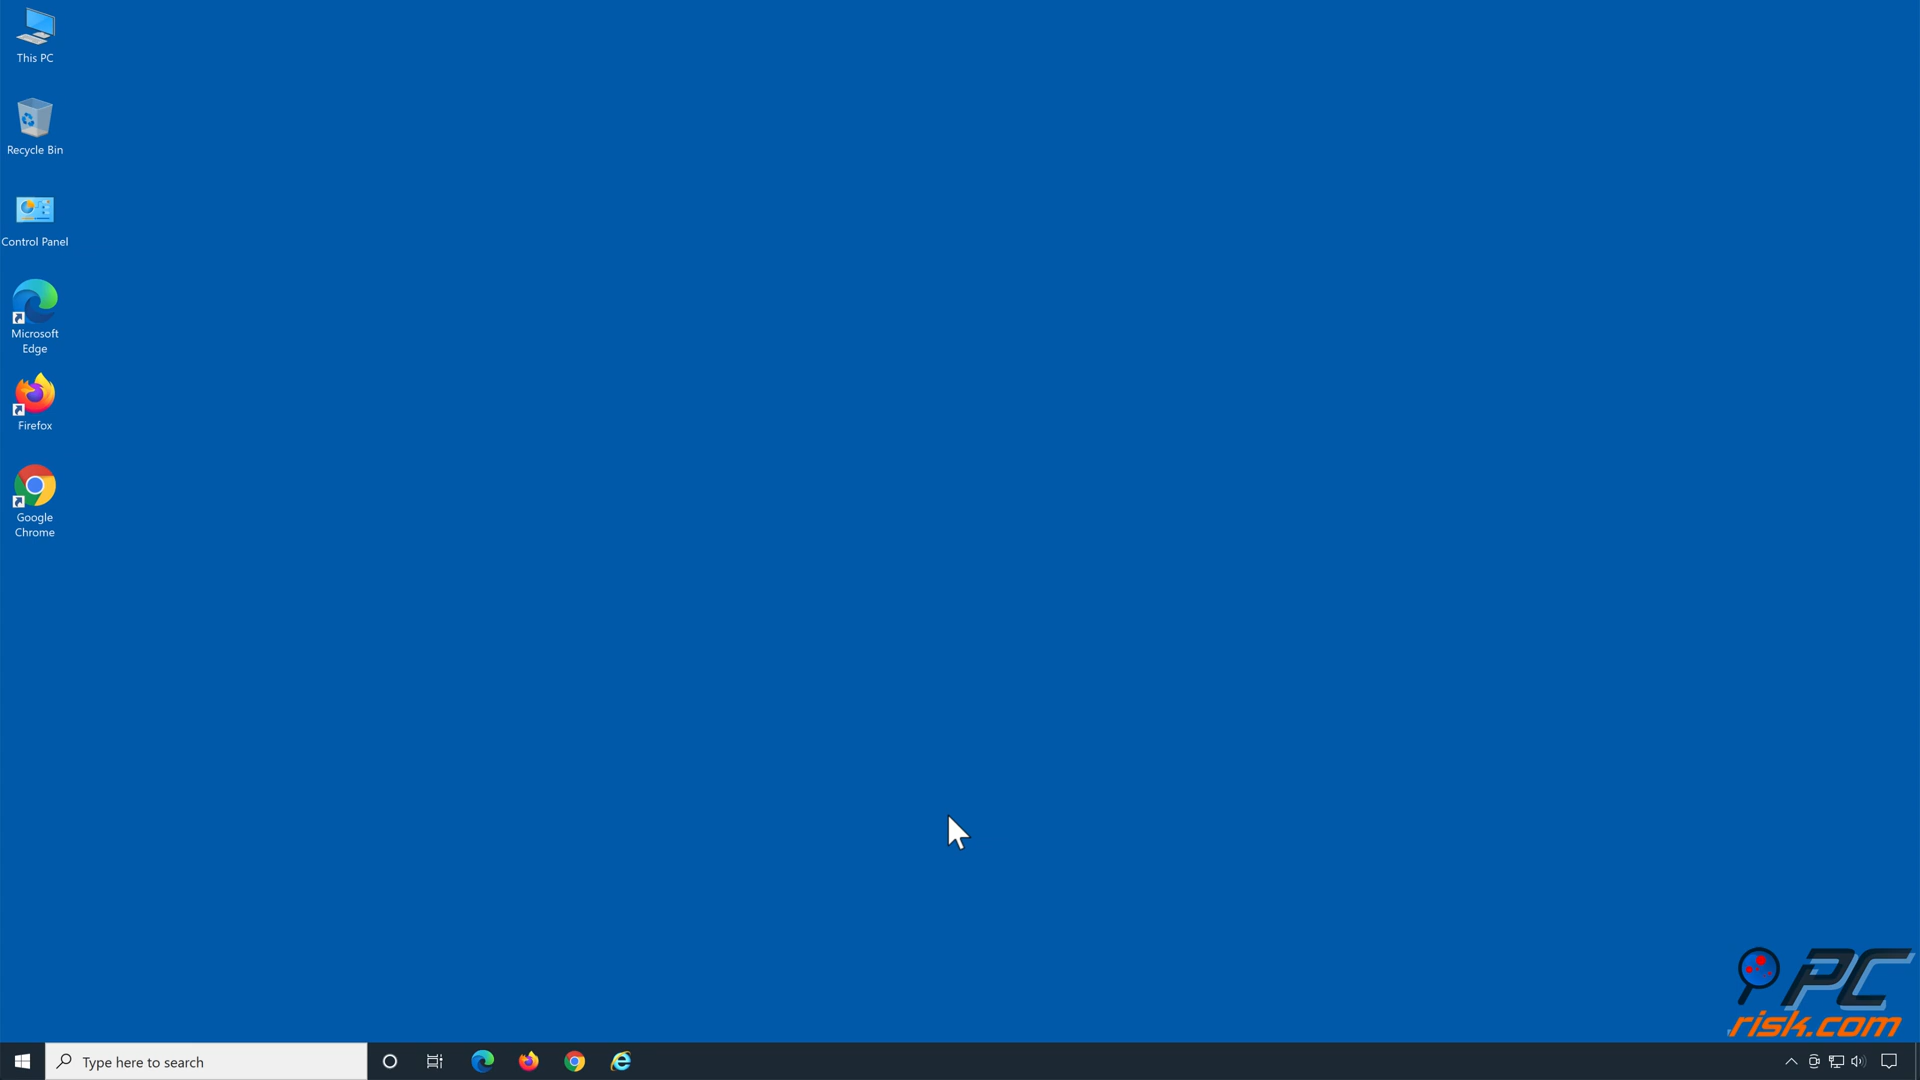 This PC
Recycle Bin
Control Panel
Microsoft
Edge
Firefox
Google
Chrome
PC
risk.com
Type here to search